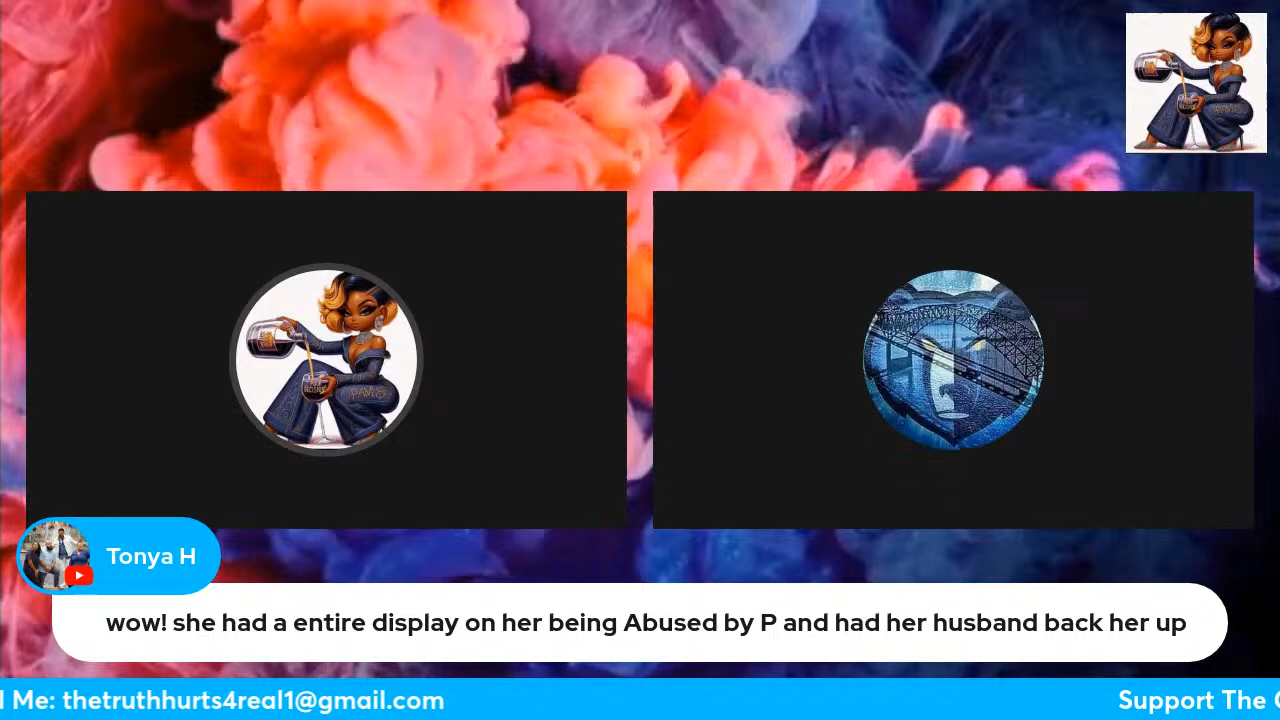 Tonya H
wow! she had a entire display on her being Abused by P and had her husband back her up
l Me: thetruthhurts4real1@gmail.com
Support The